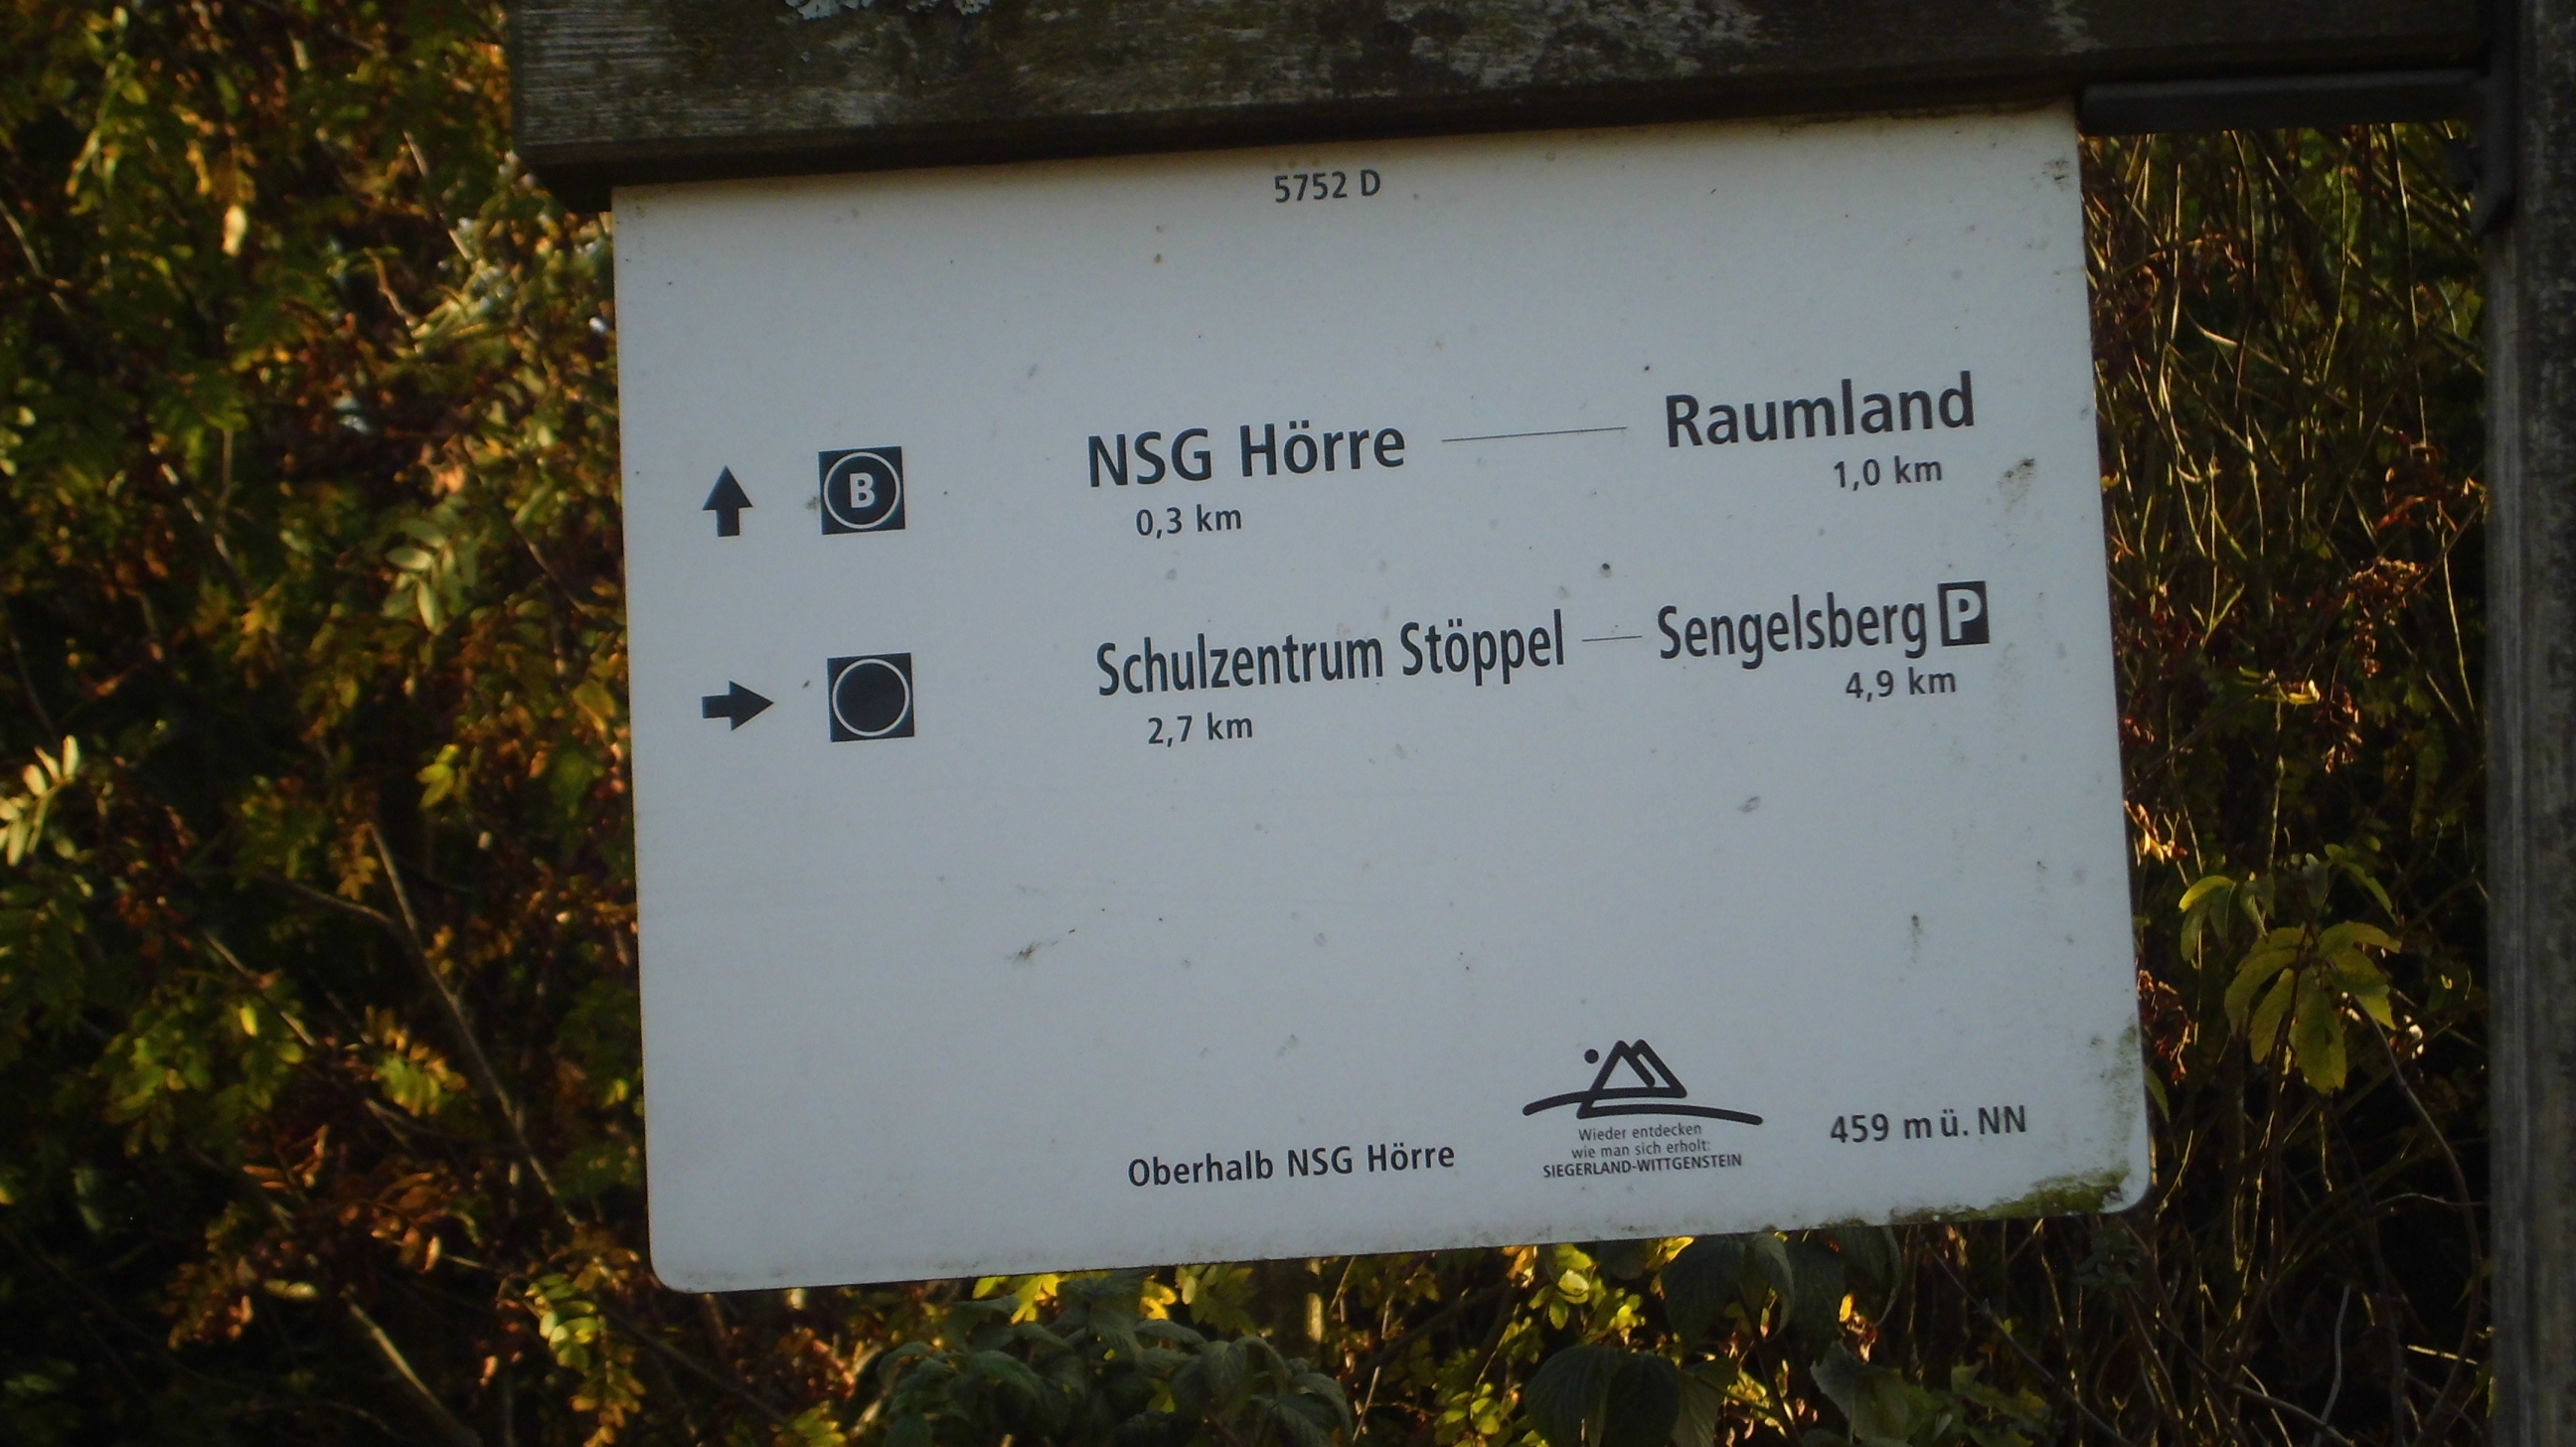 5752 D
B NSG Hörre Raumland
0,3 km 1,0 km
Schulzentrum Stöppel Sengelsberg P
2,7 km 4,9 km
Wieder entdecken
wie man sich erholt:
SIEGERLAND-WITTGENSTEIN
Oberhalb NSG Hörre 459 m ü. NN